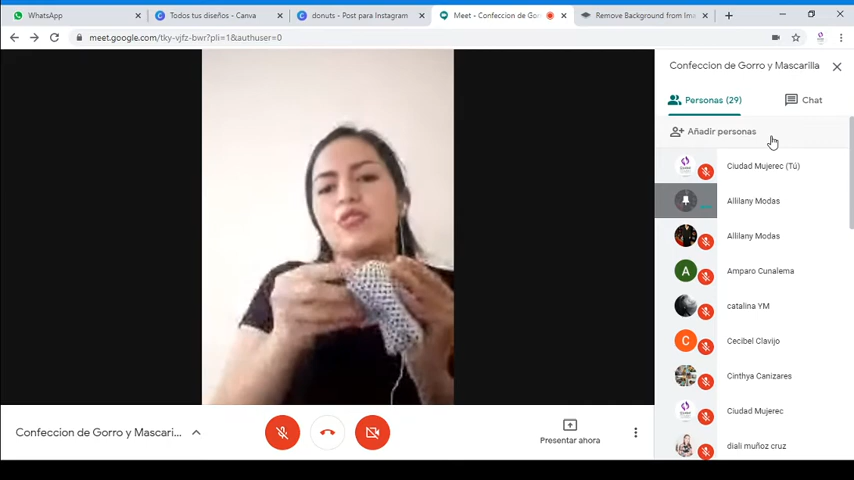 WhatsApp
Todos tus diseños - Canva
donuts - Post para Instagram
Meet - Confeccion de Gor
Remove Background from Ima
meet.google.com/tky-vjfz-bwr?pli=1&authuser=0
Confeccion de Gorro y Mascarilla
Personas (29)
Chat
Añadir personas
Ciudad Mujerec (Tú)
Allilany Modas
Allilany Modas
A
Amparo Cunalema
catalina YM
C
Cecibel Clavijo
Cinthya Canizares
Ciudad Mujerec
diali muñoz cruz
Confeccion de Gorro y Mascari...
Presentar ahora